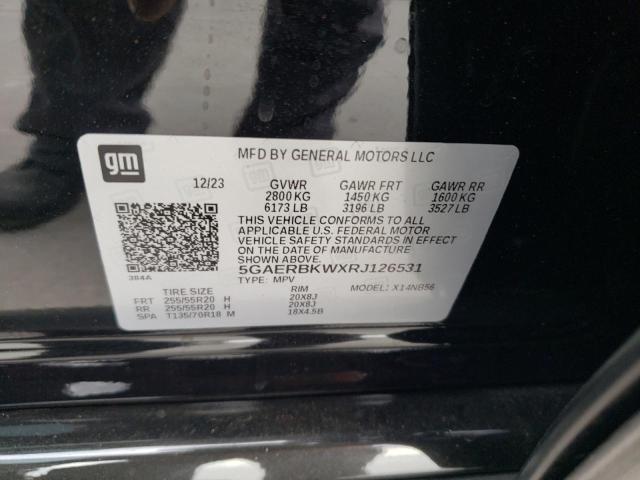 gm
MFD BY GENERAL MOTORS LLC
12/23 GVWR GAWR FRT GAWR RR
2800 KG 1450 KG 1600 KG
6173 LB 3196 LB 3527 LB
THIS VEHICLE CONFORMS TO ALL
APPLICABLE U.S. FEDERAL MOTOR
VEHICLE SAFETY STANDARDS IN EFFECT
ON THE DATE OF MANUFACTURE
SHOWN ABOVE.
384A
5GAERBKWXRJ126531
TYPE: MPV MODEL: X14NB56
TIRE SIZE RIM
FRT 255/55R20 H 20X8J
RR 255/55R20 H 20X8J
SPA T135/70R18 M 18X4.5B